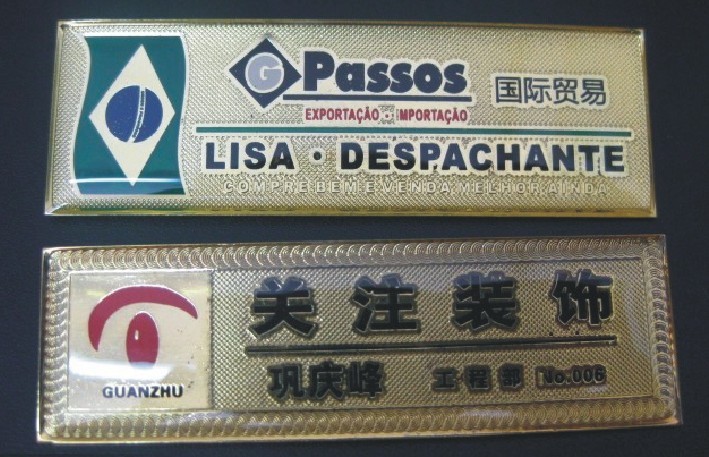 G Passos 国际贸易
EXPORTAÇÃO · IMPORTAÇÃO
LISA · DESPACHANTE
COMPRE BEM E VENDA MELHOR AINDA
关注装饰
GUANZHU
巩庆峰 工程部 No.006